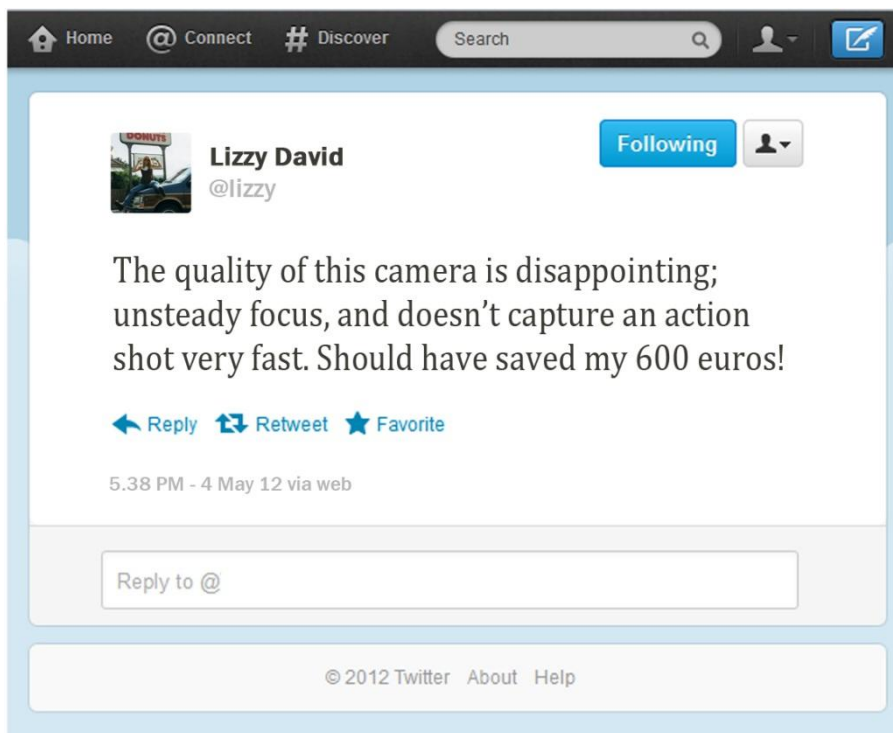 Home @ Connect # Discover Search
DONUTS
Following
Lizzy David
@lizzy
The quality of this camera is disappointing;
unsteady focus, and doesn’t capture an action
shot very fast. Should have saved my 600 euros!
Reply Retweet Favorite
5.38 PM - 4 May 12 via web
Reply to @
© 2012 Twitter About Help